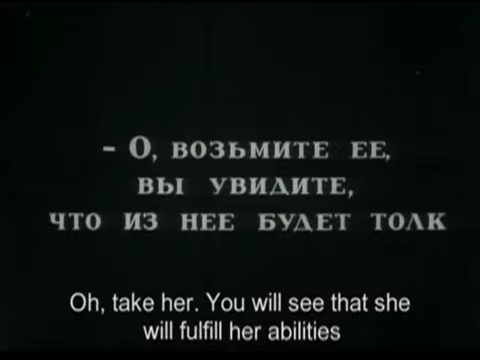 - О, ВОЗЬМИТЕ ЕЕ,
ВЫ УВИДИТЕ,
ЧТО ИЗ НЕЕ БУДЕТ ТОЛК
Oh, take her. You will see that she
will fulfill her abilities